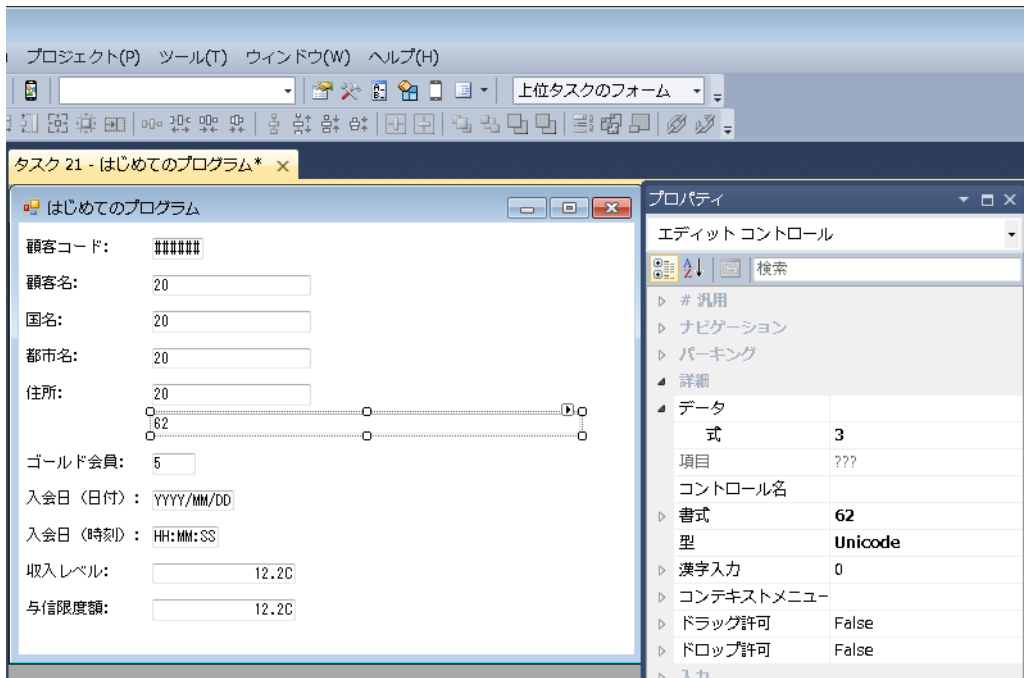 プロジェクト(P) ツール(T) ウィンドウ(W) ヘルプ(H)
上位タスクのフォーム
タスク 21 - はじめてのプログラム*
はじめてのプログラム
顧客コード: ######
顧客名: 20
国名: 20
都市名: 20
住所: 20
62
ゴールド会員: 5
入会日（日付）: YYYY/MM/DD
入会日（時刻）: HH:MM:SS
収入レベル: 12.2C
与信限度額: 12.2C
プロパティ
エディット コントロール
検索
# 汎用
ナビゲーション
パーキング
詳細
データ
式 3
項目 ???
コントロール名
書式 62
型 Unicode
漢字入力 0
コンテキストメニュー
ドラッグ許可 False
ドロップ許可 False
入力